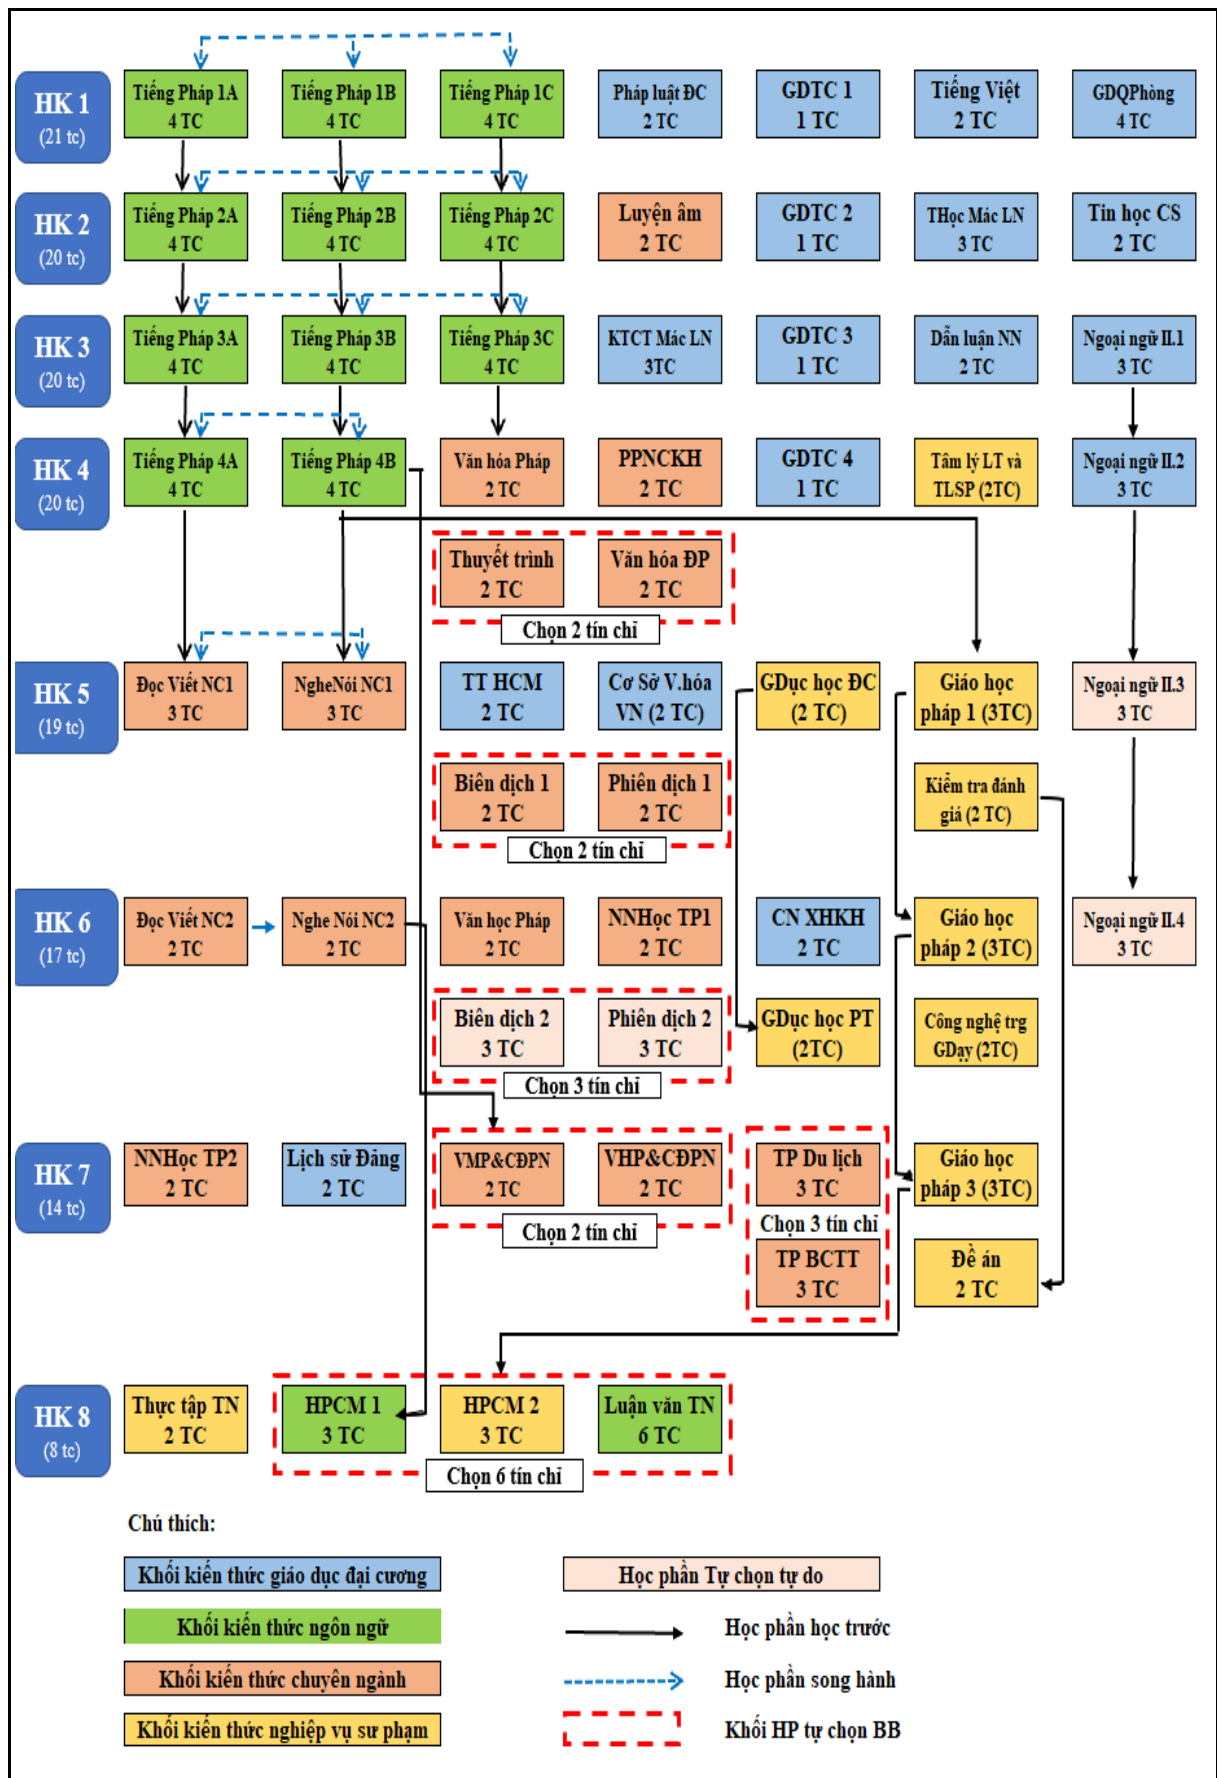 HK 1
(21 tc)
Tiếng Pháp 1A
4 TC
Tiếng Pháp 1B
4 TC
Tiếng Pháp 1C
4 TC
Pháp luật ĐC
2 TC
GDTC 1
1 TC
Tiếng Việt
2 TC
GDQPhòng
4 TC
HK 2
(20 tc)
Tiếng Pháp 2A
4 TC
Tiếng Pháp 2B
4 TC
Tiếng Pháp 2C
4 TC
Luyện âm
2 TC
GDTC 2
1 TC
THọc Mác LN
3 TC
Tin học CS
2 TC
HK 3
(20 tc)
Tiếng Pháp 3A
4 TC
Tiếng Pháp 3B
4 TC
Tiếng Pháp 3C
4 TC
KTCT Mác LN
3TC
GDTC 3
1 TC
Dẫn luận NN
2 TC
Ngoại ngữ II.1
3 TC
HK 4
(20 tc)
Tiếng Pháp 4A
4 TC
Tiếng Pháp 4B
4 TC
Văn hóa Pháp
2 TC
PPNCKH
2 TC
GDTC 4
1 TC
Tâm lý LT và
TLSP (2TC)
Ngoại ngữ II.2
3 TC
Thuyết trình
2 TC
Văn hóa ĐP
2 TC
Chọn 2 tín chỉ
HK 5
(19 tc)
Đọc Viết NC1
3 TC
NgheNói NC1
3 TC
TT HCM
2 TC
Cơ Sở V.hóa
VN (2 TC)
GDục học ĐC
(2 TC)
Giáo học
pháp 1 (3TC)
Ngoại ngữ II.3
3 TC
Biên dịch 1
2 TC
Phiên dịch 1
2 TC
Kiểm tra đánh
giá (2 TC)
Chọn 2 tín chỉ
HK 6
(17 tc)
Đọc Viết NC2
2 TC
Nghe Nói NC2
2 TC
Văn học Pháp
2 TC
NNHọc TP1
2 TC
CN XHKH
2 TC
Giáo học
pháp 2 (3TC)
Ngoại ngữ II.4
3 TC
Biên dịch 2
3 TC
Phiên dịch 2
3 TC
GDục học PT
(2TC)
Công nghệ trg
GDạy (2TC)
Chọn 3 tín chỉ
HK 7
(14 tc)
NNHọc TP2
2 TC
Lịch sử Đảng
2 TC
VMP&CĐPN
2 TC
VHP&CĐPN
2 TC
TP Du lịch
3 TC
Giáo học
pháp 3 (3TC)
Chọn 2 tín chỉ
Chọn 3 tín chỉ
TP BCTT
3 TC
Đề án
2 TC
HK 8
(8 tc)
Thực tập TN
2 TC
HPCM 1
3 TC
HPCM 2
3 TC
Luận văn TN
6 TC
Chọn 6 tín chỉ
Chú thích:
Khối kiến thức giáo dục đại cương
Học phần Tự chọn tự do
Khối kiến thức ngôn ngữ
Học phần học trước
Khối kiến thức chuyên ngành
Học phần song hành
Khối kiến thức nghiệp vụ sư phạm
Khối HP tự chọn BB